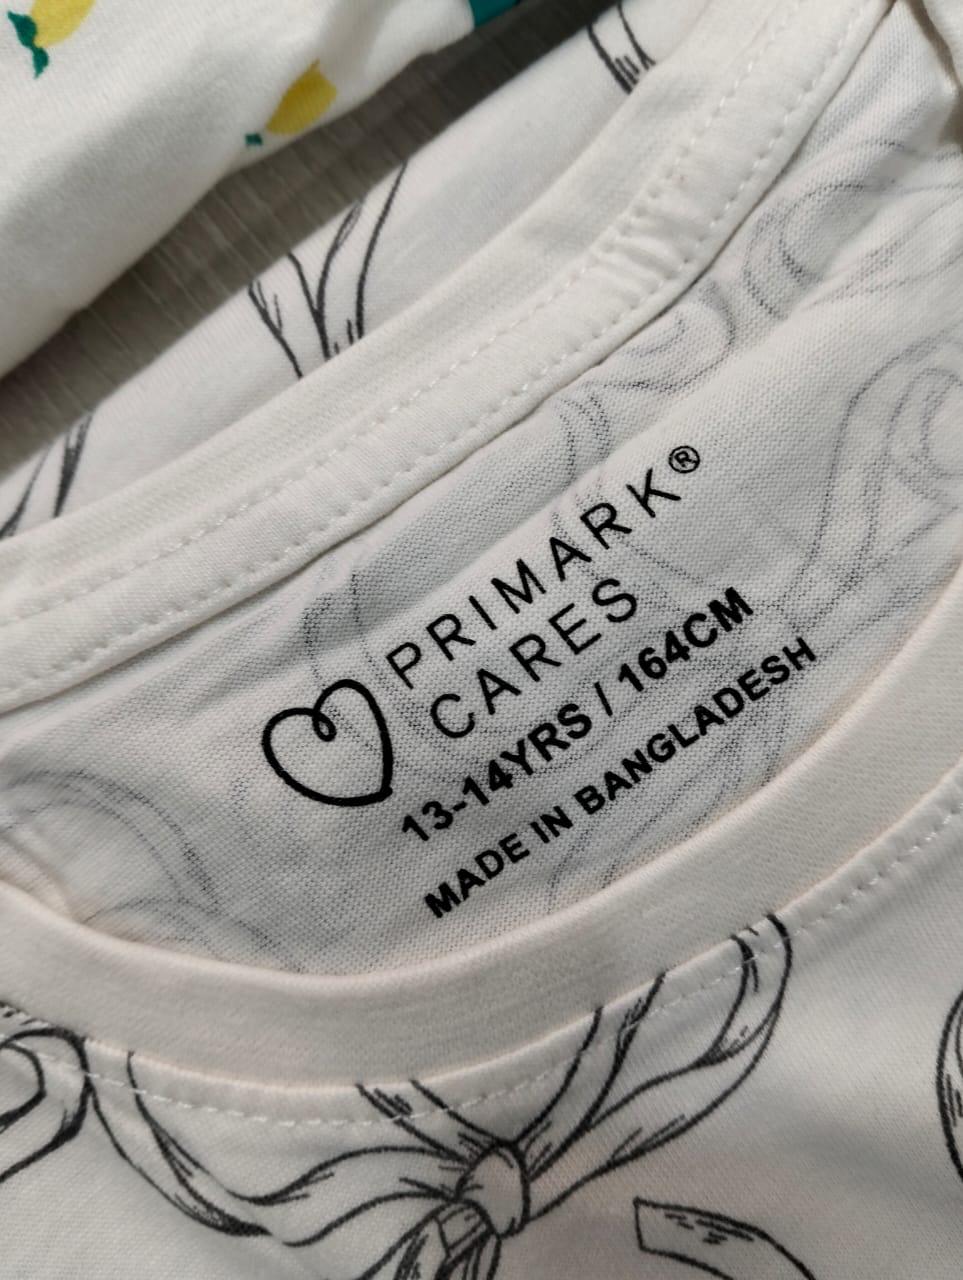 PRIMARK®
CARES
13-14YRS / 164CM
MADE IN BANGLADESH